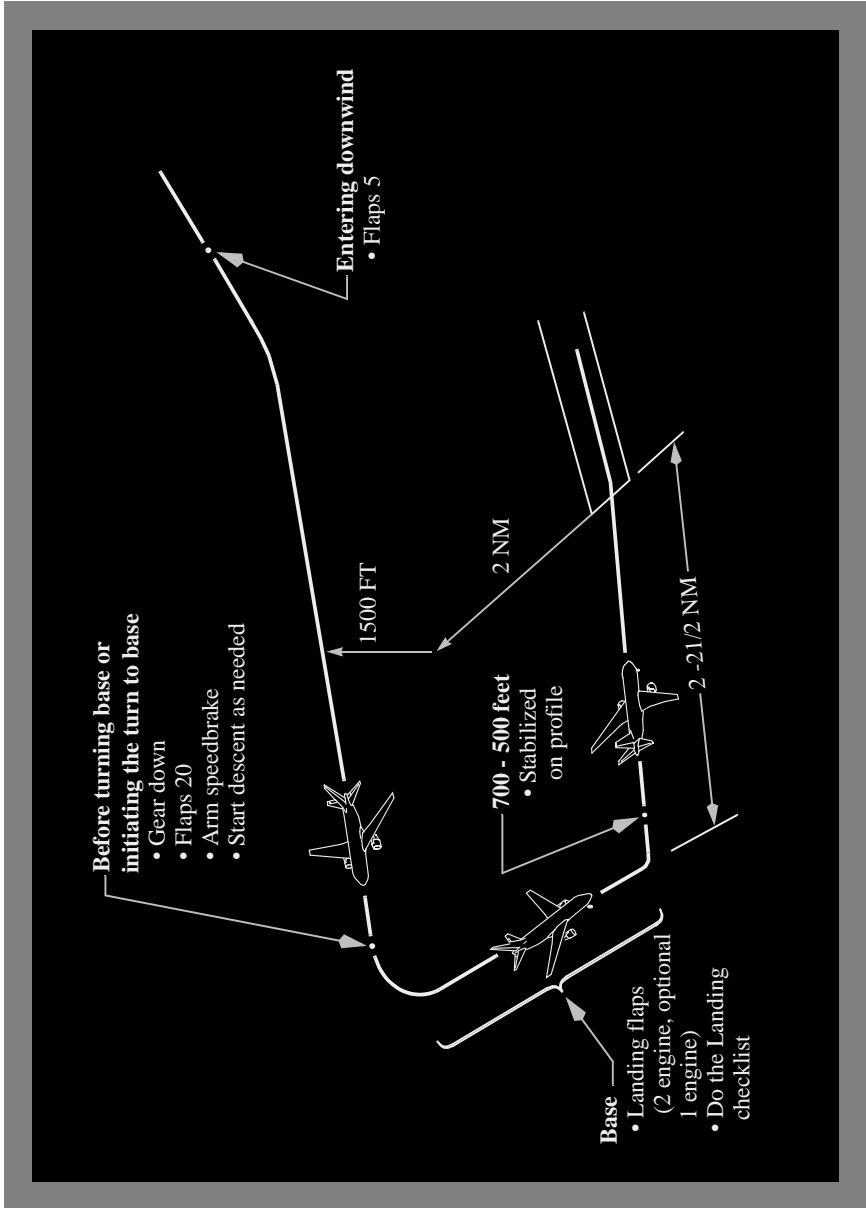 Before turning base or
initiating the turn to base
• Gear down
• Flaps 20
• Arm speedbrake
• Start descent as needed
Entering downwind
• Flaps 5
1500 FT
2 NM
700 - 500 feet
• Stabilized
on profile
2 -21/2 NM
Base
• Landing flaps
(2 engine, optional
1 engine)
• Do the Landing
checklist